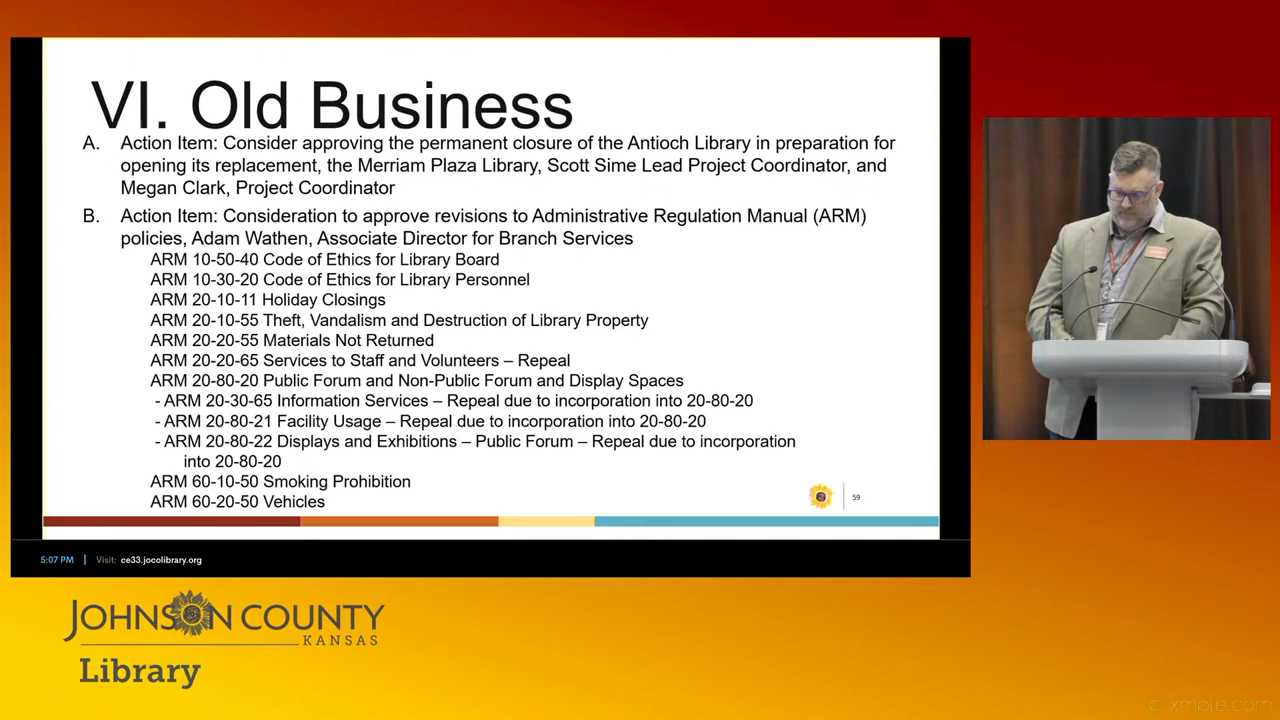 VI. Old Business
A. Action Item: Consider approving the permanent closure of the Antioch Library in preparation for
opening its replacement, the Merriam Plaza Library, Scott Sime Lead Project Coordinator, and
Megan Clark, Project Coordinator
B. Action Item: Consideration to approve revisions to Administrative Regulation Manual (ARM)
policies, Adam Wathen, Associate Director for Branch Services
ARM 10-50-40 Code of Ethics for Library Board
ARM 10-30-20 Code of Ethics for Library Personnel
ARM 20-10-11 Holiday Closings
ARM 20-10-55 Theft, Vandalism and Destruction of Library Property
ARM 20-20-55 Materials Not Returned
ARM 20-20-65 Services to Staff and Volunteers – Repeal
ARM 20-80-20 Public Forum and Non-Public Forum and Display Spaces
- ARM 20-30-65 Information Services – Repeal due to incorporation into 20-80-20
- ARM 20-80-21 Facility Usage – Repeal due to incorporation into 20-80-20
- ARM 20-80-22 Displays and Exhibitions – Public Forum – Repeal due to incorporation
into 20-80-20
ARM 60-10-50 Smoking Prohibition
ARM 60-20-50 Vehicles
59
5:07 PM | Visit: ce33.jocolibrary.org
JOHNSON COUNTY
KANSAS
Library